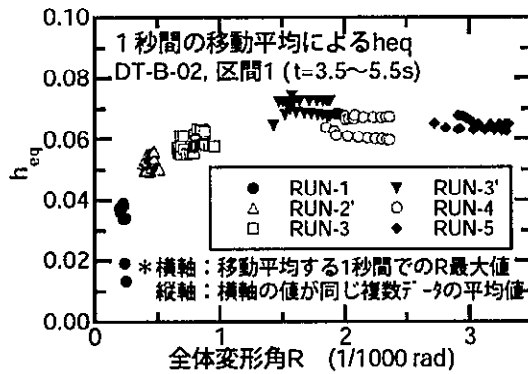 0.10
1秒間の移動平均によるheq
DT-B-02, 区間1 (t=3.5～5.5s)
0.08
0.06
heq
0.04
RUN-1
RUN-3'
RUN-2'
RUN-4
RUN-3
RUN-5
0.02
*横軸：移動平均する1秒間でのR最大値
縦軸：横軸の値が同じ複数データの平均値
0.00
0 1 2 3
全体変形角R (1/1000 rad)